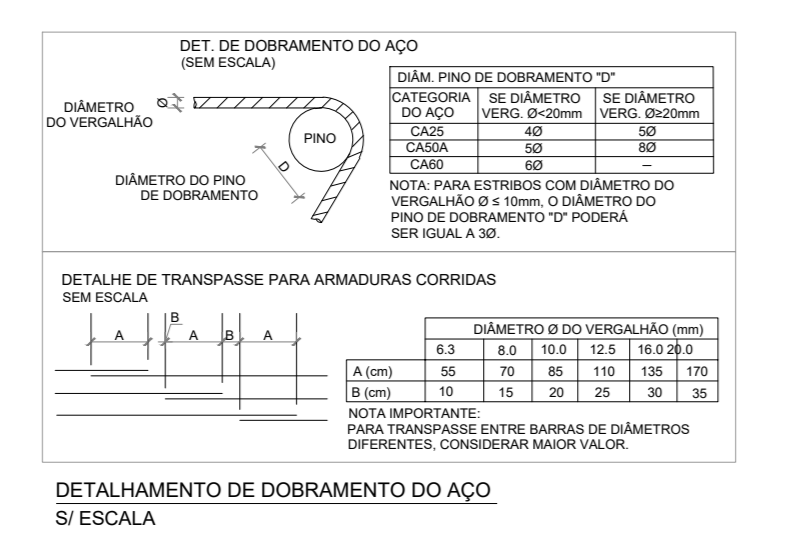 DET. DE DOBRAMENTO DO AÇO
(SEM ESCALA)
DIÂMETRO
DO VERGALHÃO
Ø
PINO
D
DIÂMETRO DO PINO
DE DOBRAMENTO
DIÂM. PINO DE DOBRAMENTO "D"
CATEGORIA DO AÇO SE DIÂMETRO VERG. Ø<20mm SE DIÂMETRO VERG. Ø≥20mm
CA25 4Ø 5Ø
CA50A 5Ø 8Ø
CA60 6Ø –
NOTA: PARA ESTRIBOS COM DIÂMETRO DO
VERGALHÃO Ø ≤ 10mm, O DIÂMETRO DO
PINO DE DOBRAMENTO "D" PODERÁ
SER IGUAL A 3Ø.
DETALHE DE TRANSPASSE PARA ARMADURAS CORRIDAS
SEM ESCALA
B
A A B A
DIÂMETRO Ø DO VERGALHÃO (mm)
6.3 8.0 10.0 12.5 16.0 20.0
A (cm) 55 70 85 110 135 170
B (cm) 10 15 20 25 30 35
NOTA IMPORTANTE:
PARA TRANSPASSE ENTRE BARRAS DE DIÂMETROS
DIFERENTES, CONSIDERAR MAIOR VALOR.
DETALHAMENTO DE DOBRAMENTO DO AÇO
S/ ESCALA